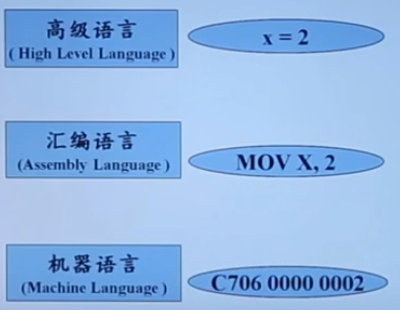 高级语言
( High Level Language )
x = 2
汇编语言
(Assembly Language )
MOV X, 2
机器语言
(Machine Language )
C706 0000 0002